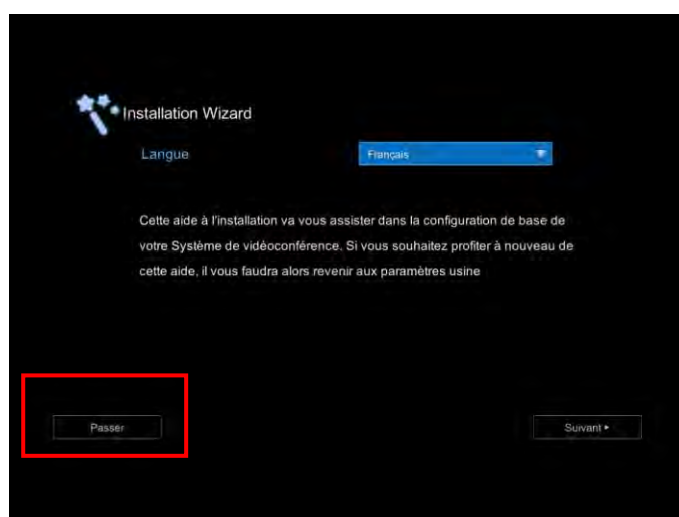 Installation Wizard
Langue
Français
Cette aide à l'installation va vous assister dans la configuration de base de
votre Système de vidéoconférence. Si vous souhaitez profiter à nouveau de
cette aide, il vous faudra alors revenir aux paramètres usine
Passer
Suivant